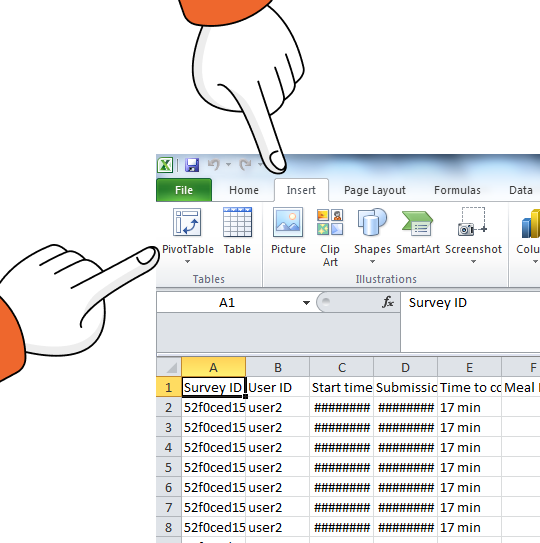 File Home Insert Page Layout Formulas Data
PivotTable Table Picture Clip Art Shapes SmartArt Screenshot
Tables Illustrations
A1 fx Survey ID
A B C D E F
1 Survey ID User ID Start time Submissic Time to co Meal
2 52f0ced15 user2 ######## ######## 17 min
3 52f0ced15 user2 ######## ######## 17 min
4 52f0ced15 user2 ######## ######## 17 min
5 52f0ced15 user2 ######## ######## 17 min
6 52f0ced15 user2 ######## ######## 17 min
7 52f0ced15 user2 ######## ######## 17 min
8 52f0ced15 user2 ######## ######## 17 min